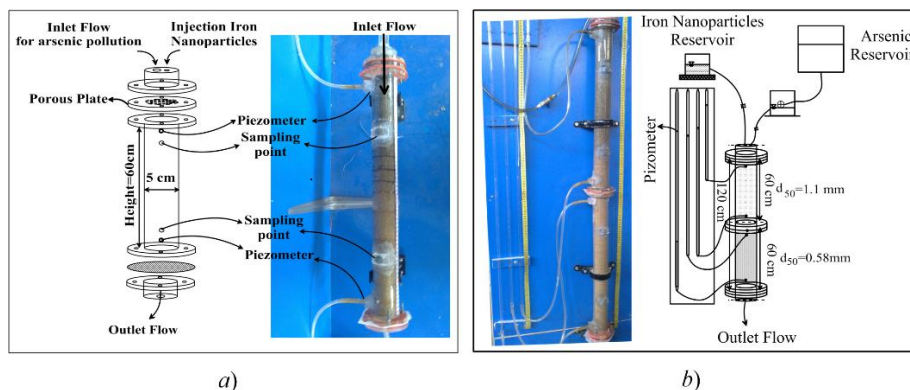 a)
Inlet Flow
for arsenic pollution
Injection Iron
Nanoparticles
Inlet Flow
Porous Plate
Piezometer
Sampling
point
Height=60cm
5 cm
Sampling
point
Piezometer
Outlet Flow
b)
Iron Nanoparticles
Reservoir
Arsenic
Reservoir
Pizometer
120 cm
60 cm
d50=1.1 mm
60 cm
d50=0.58mm
Outlet Flow
a)
b)